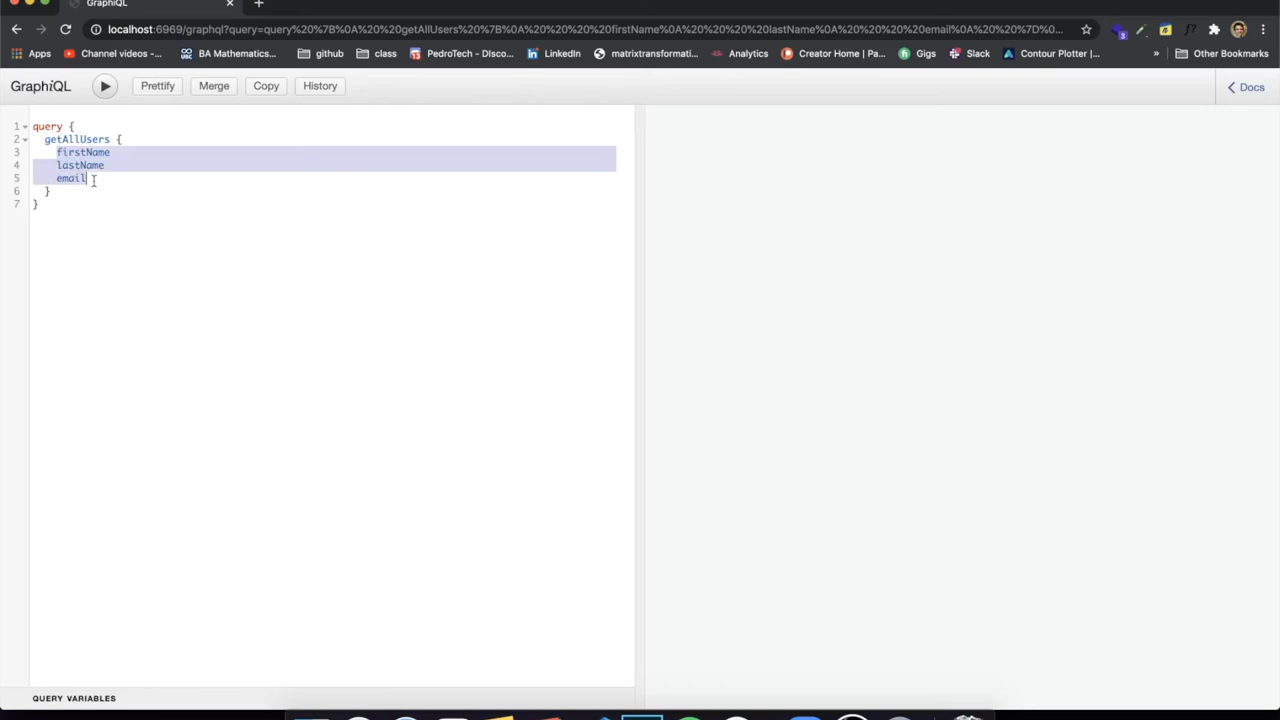 GraphiQL
localhost:6969/graphql?query=query%20%7B%0A%20%20getAllUsers%20%7B%0A%20%20%20%20firstName%0A%20%20%20%20lastName%0A%20%20%20%20email%0A%20%20%7D%0...
Apps Channel videos -... BA Mathematics... github class PedroTech - Disco... LinkedIn matrixtransformati... Analytics Creator Home | Pa... Gigs Slack Contour Plotter |... » Other Bookmarks
GraphiQL Prettify Merge Copy History Docs
1 query {
2 getAllUsers {
3 firstName
4 lastName
5 email
6 }
7 }
QUERY VARIABLES